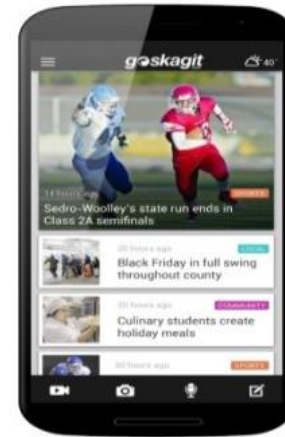 goskagit
40°
14 hours ago
SPORTS
Sedro-Woolley's state run ends in
Class 2A semifinals
20 hours ago
LOCAL
Black Friday in full swing
throughout county
20 hours ago
COMMUNITY
Culinary students create
holiday meals
20 hours ago
SPORTS